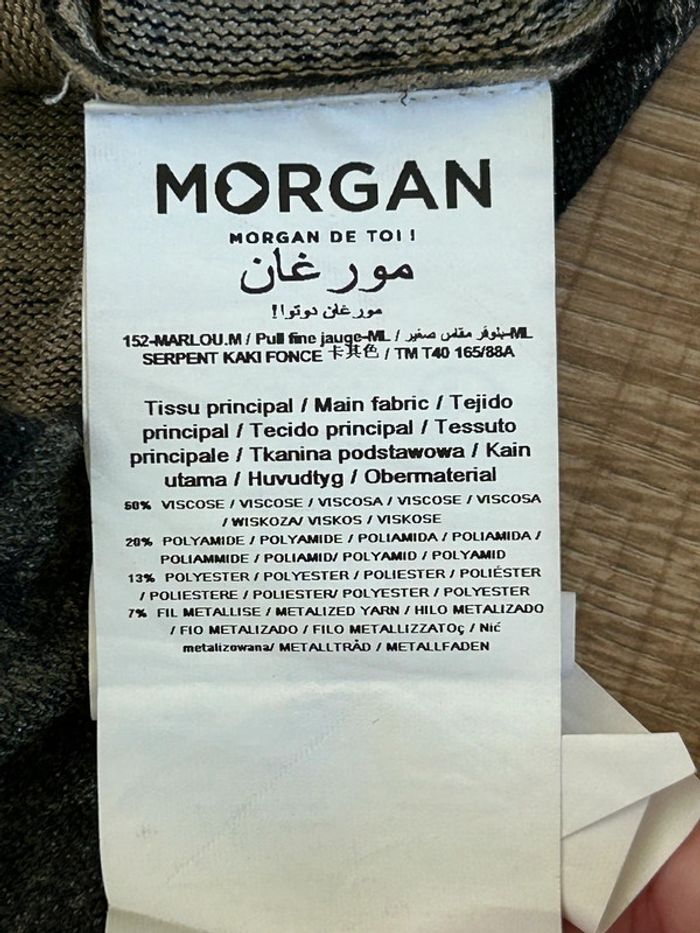 MORGAN
MORGAN DE TOI !
مورغان
مورغان دوتوا!
152-MARLOU.M / Pull fine jauge-ML / بلوفر مقاس صغير-ML
SERPENT KAKI FONCE 卡其色 / TM T40 165/88A
Tissu principal / Main fabric / Tejido
principal / Tecido principal / Tessuto
principale / Tkanina podstawowa / Kain
utama / Huvudtyg / Obermaterial
60% VISCOSE / VISCOSE / VISCOSA / VISCOSE / VISCOSA
/ WISKOZA/ VISKOS / VISKOSE
20% POLYAMIDE / POLYAMIDE / POLIAMIDA / POLIAMIDA /
POLIAMMIDE / POLIAMID/ POLYAMID / POLYAMID
13% POLYESTER / POLYESTER / POLIESTER / POLIÉSTER
/ POLIESTERE / POLIESTER/ POLYESTER / POLYESTER
7% FIL METALLISE / METALIZED YARN / HILO METALIZADO
/ FIO METALIZADO / FILO METALLIZZATOç / Nić
metalizowana/ METALLTRÅD / METALLFADEN